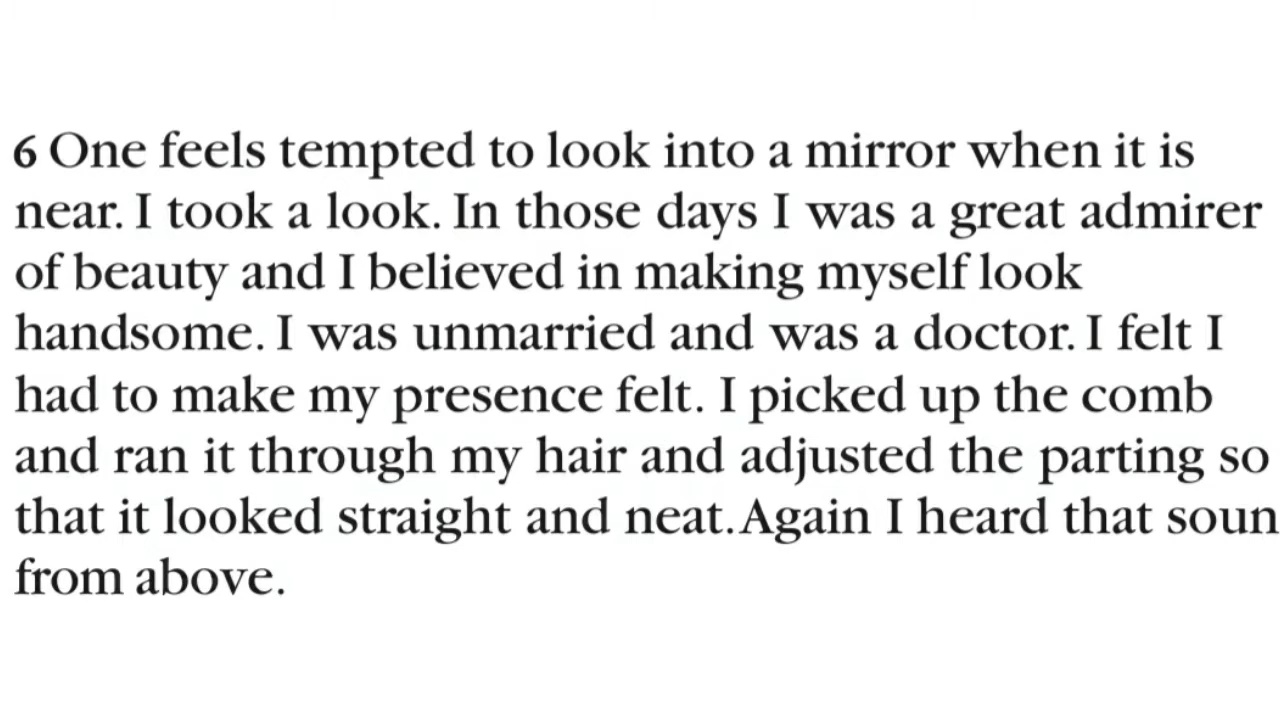 6 One feels tempted to look into a mirror when it is
near. I took a look. In those days I was a great admirer
of beauty and I believed in making myself look
handsome. I was unmarried and was a doctor. I felt I
had to make my presence felt. I picked up the comb
and ran it through my hair and adjusted the parting so
that it looked straight and neat. Again I heard that soun
from above.